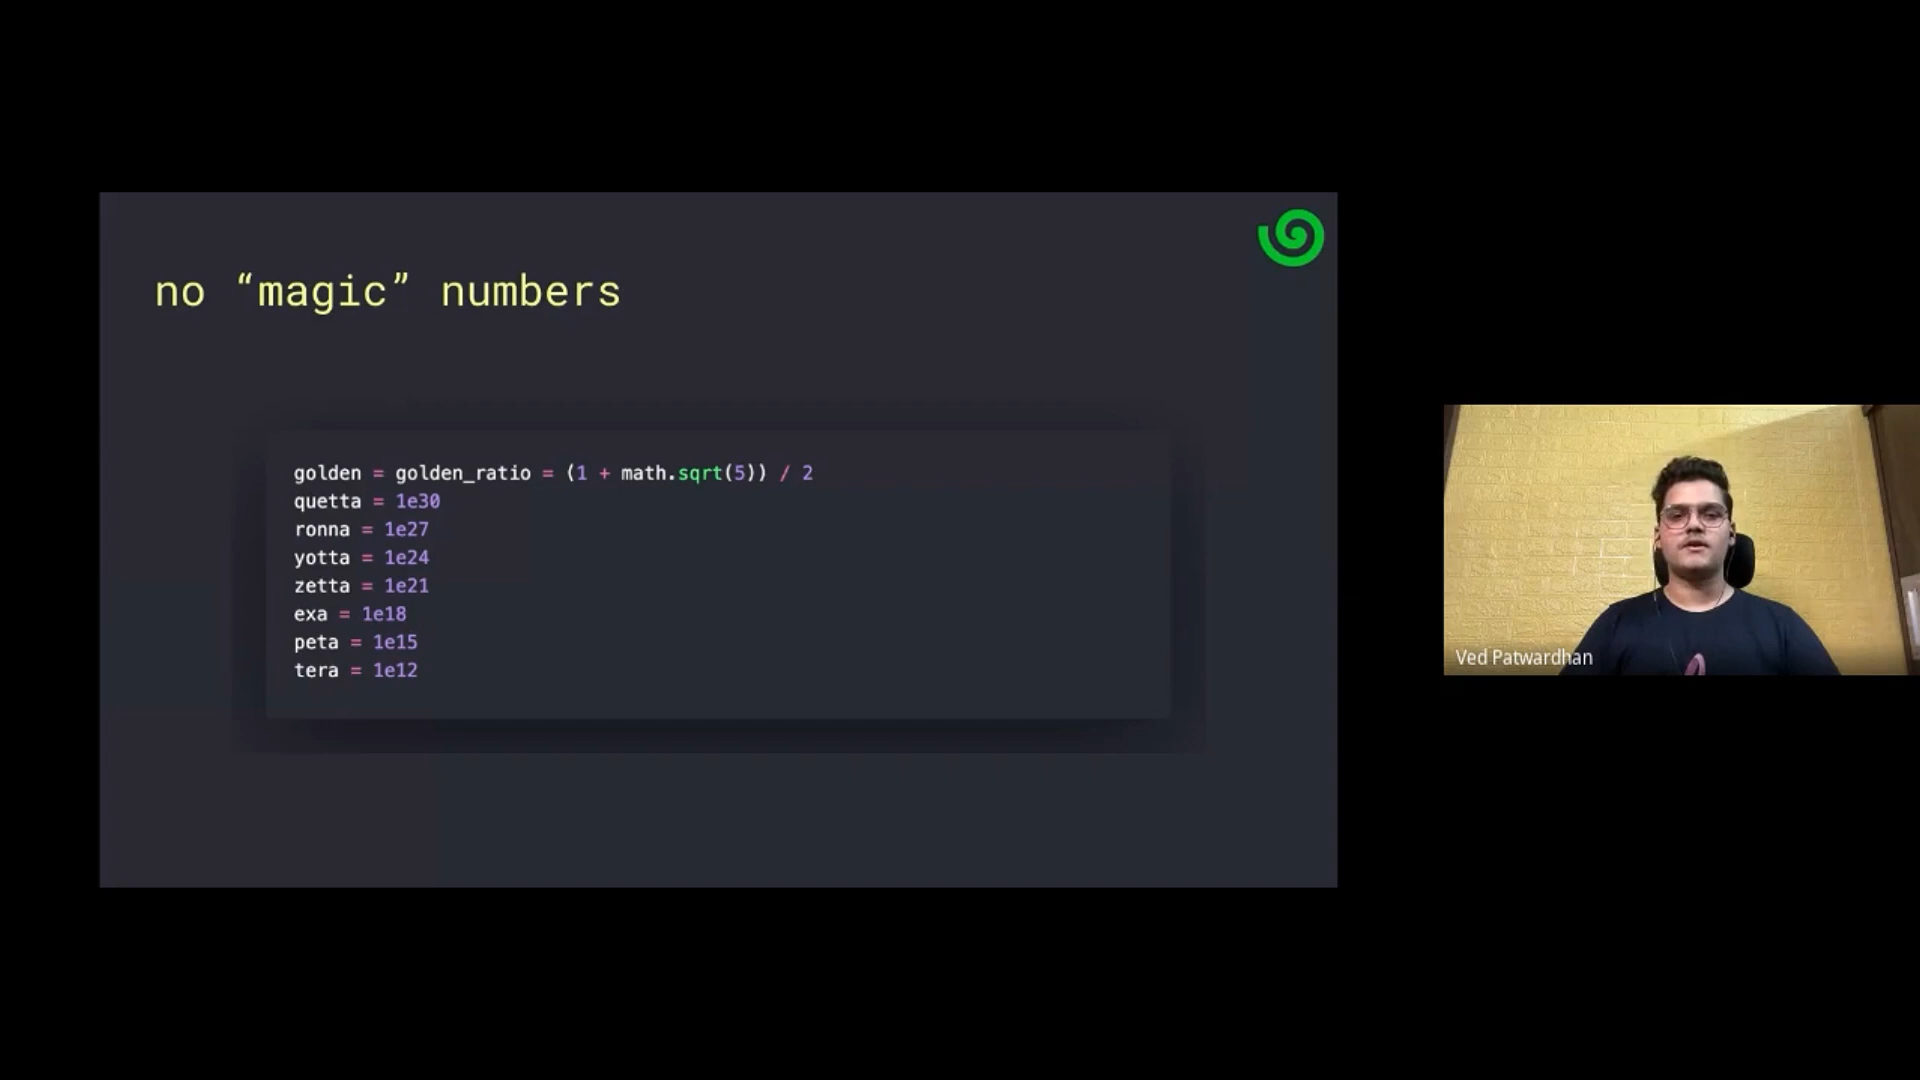 no “magic” numbers
golden = golden_ratio = (1 + math.sqrt(5)) / 2
quetta = 1e30
ronna = 1e27
yotta = 1e24
zetta = 1e21
exa = 1e18
peta = 1e15
tera = 1e12
Ved Patwardhan